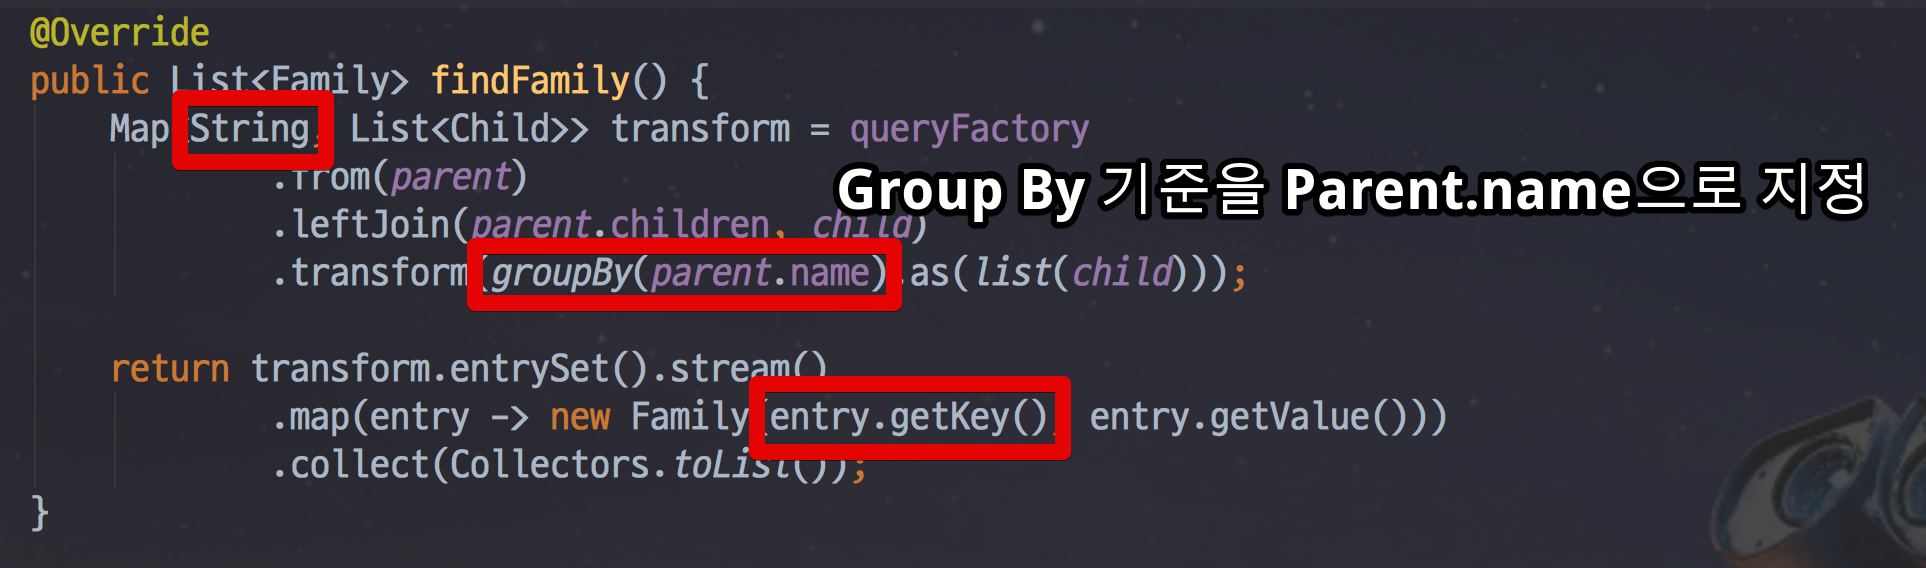 @Override
public List<Family> findFamily() {
Map<String, List<Child>> transform = queryFactory
.from(parent)
Group By 기준을 Parent.name으로 지정
.leftJoin(parent.children, child)
.transform(groupBy(parent.name).as(list(child)));
return transform.entrySet().stream()
.map(entry -> new Family(entry.getKey(), entry.getValue()))
.collect(Collectors.toList());
}